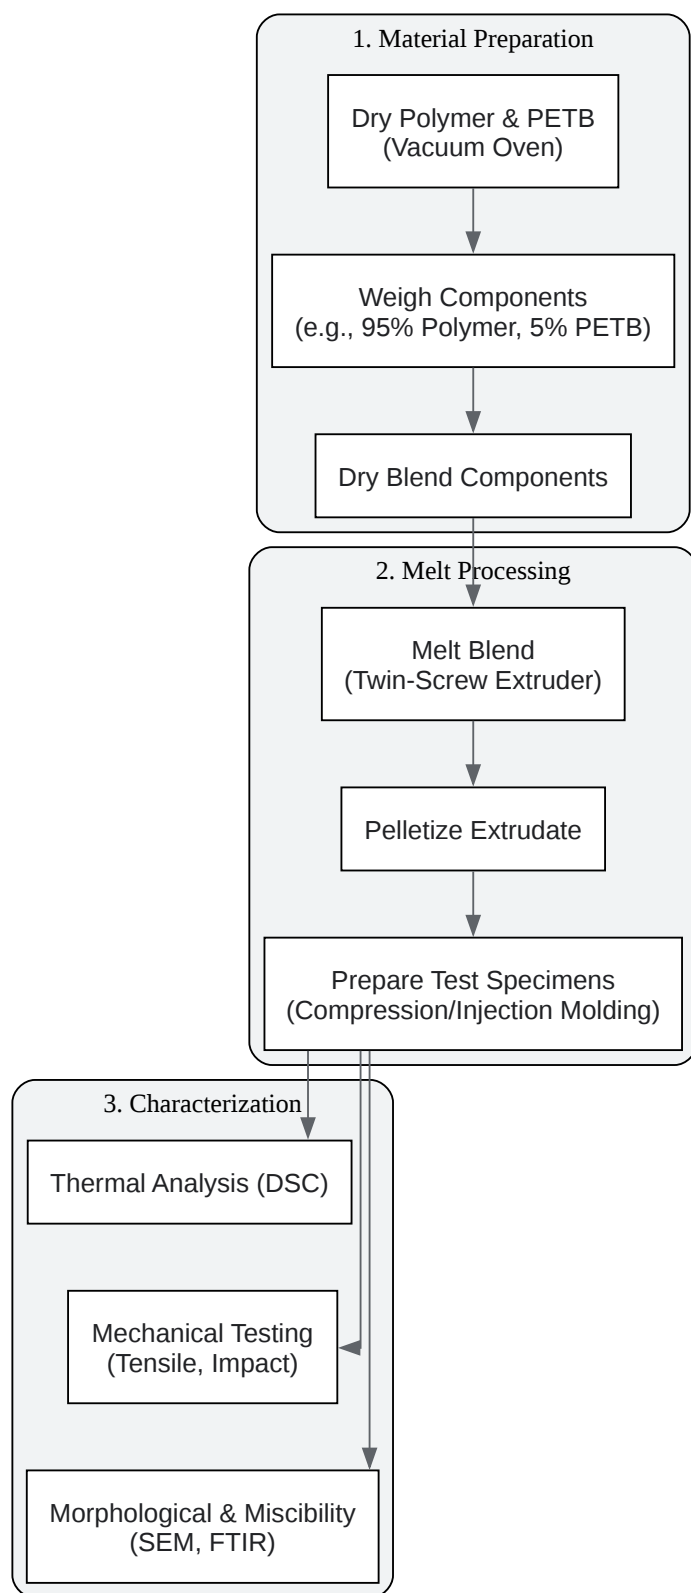 1. Material Preparation
Dry Polymer & PETB
(Vacuum Oven)
Weigh Components
(e.g., 95% Polymer, 5% PETB)
Dry Blend Components
2. Melt Processing
Melt Blend
(Twin-Screw Extruder)
Pelletize Extrudate
Prepare Test Specimens
(Compression/Injection Molding)
3. Characterization
Thermal Analysis (DSC)
Mechanical Testing
(Tensile, Impact)
Morphological & Miscibility
(SEM, FTIR)